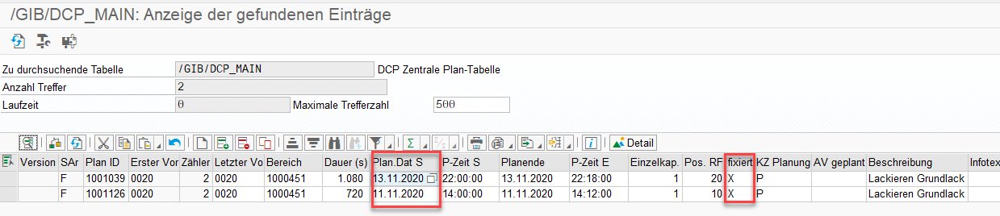 /GIB/DCP_MAIN: Anzeige der gefundenen Einträge
Zu durchsuchende Tabelle /GIB/DCP_MAIN DCP Zentrale Plan-Tabelle
Anzahl Treffer 2
Laufzeit 0 Maximale Trefferzahl 500
Detail
Version SAr Plan ID Erster Vor Zähler Letzter Vo Bereich Dauer (s) Plan.Dat S P-Zeit S Planende P-Zeit E Einzelkap. Pos. RF fixiert KZ Planung AV geplant Beschreibung Infotex
F 1001039 0020 2 0020 1000451 1.080 13.11.2020 22:00:00 13.11.2020 22:18:00 1 20 X P Lackieren Grundlack
F 1001126 0020 2 0020 1000451 720 11.11.2020 14:00:00 11.11.2020 14:12:00 1 10 X P Lackieren Grundlack